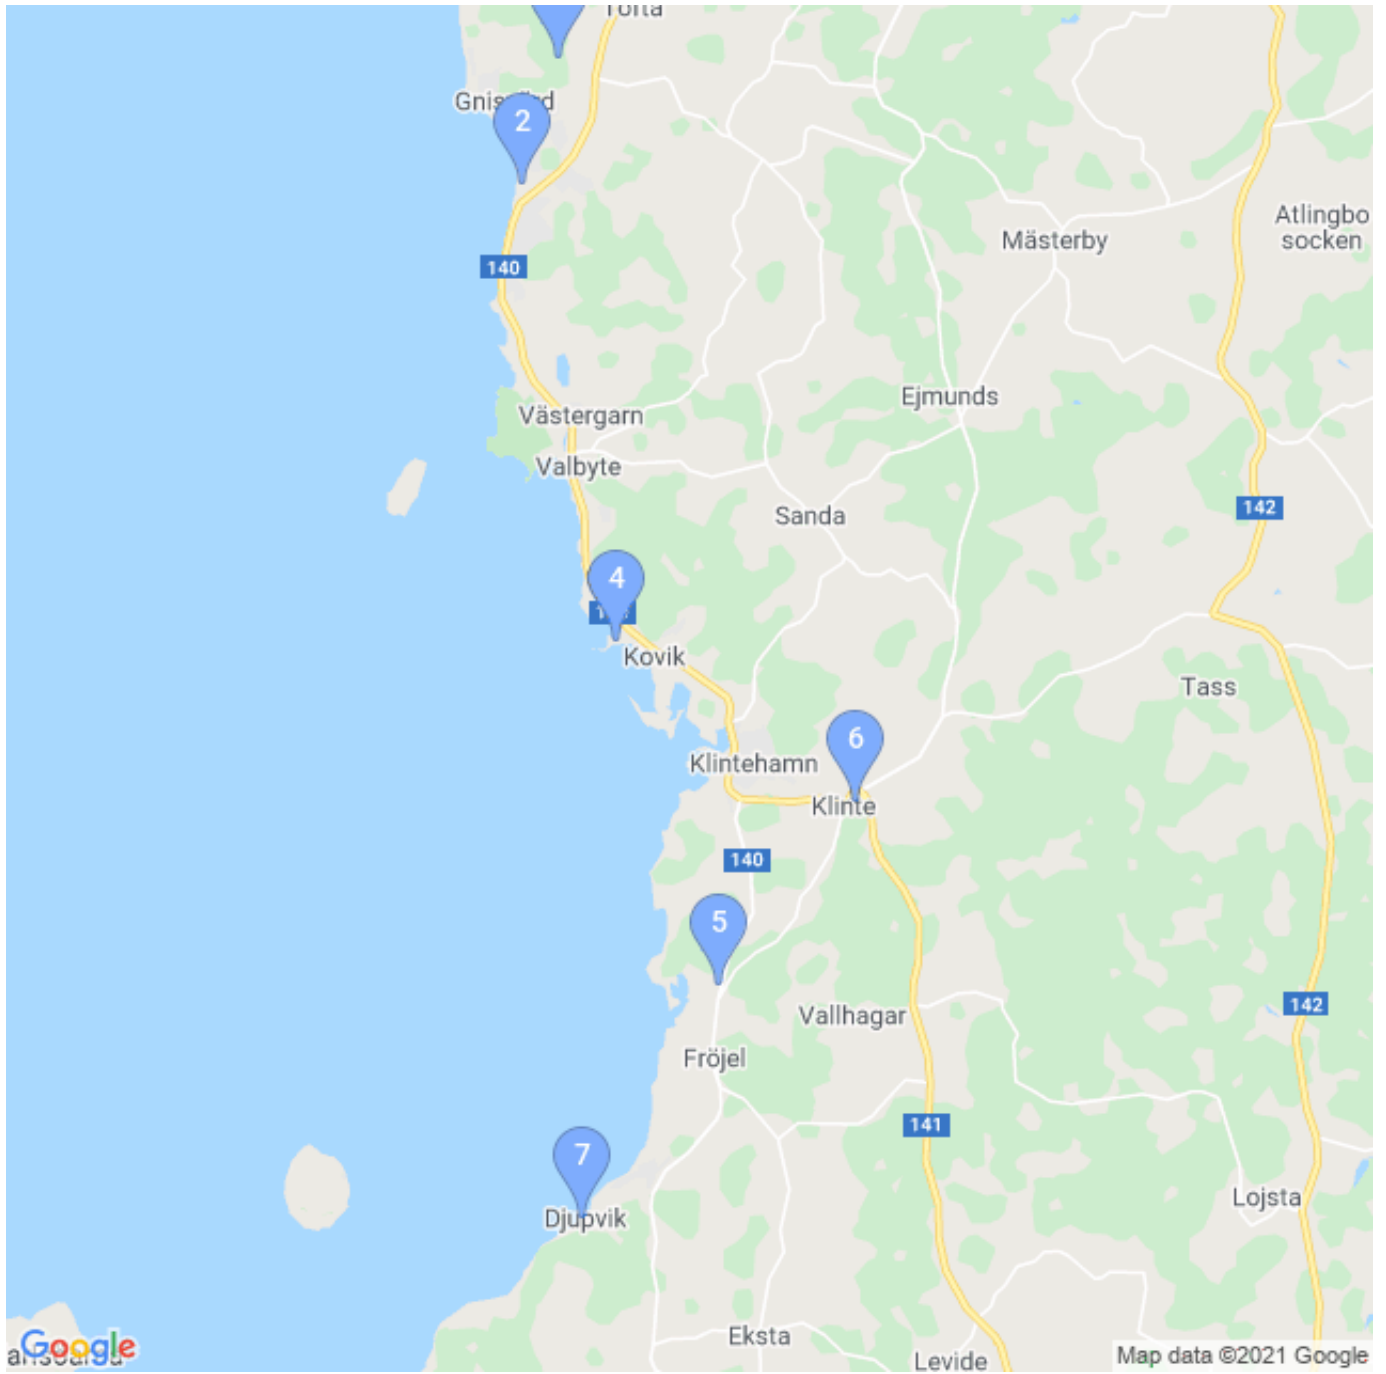 Tofta
2
140
Mästerby
Atlingbo
socken
Ejmunds
Västergarn
Valbyte
142
Sanda
4
Kovik
Tass
6
Klintehamn
Klinte
140
5
142
Vallhagar
Fröjel
141
7
Djupvik
Lojsta
Eksta
Levide
Google
Map data ©2021 Google